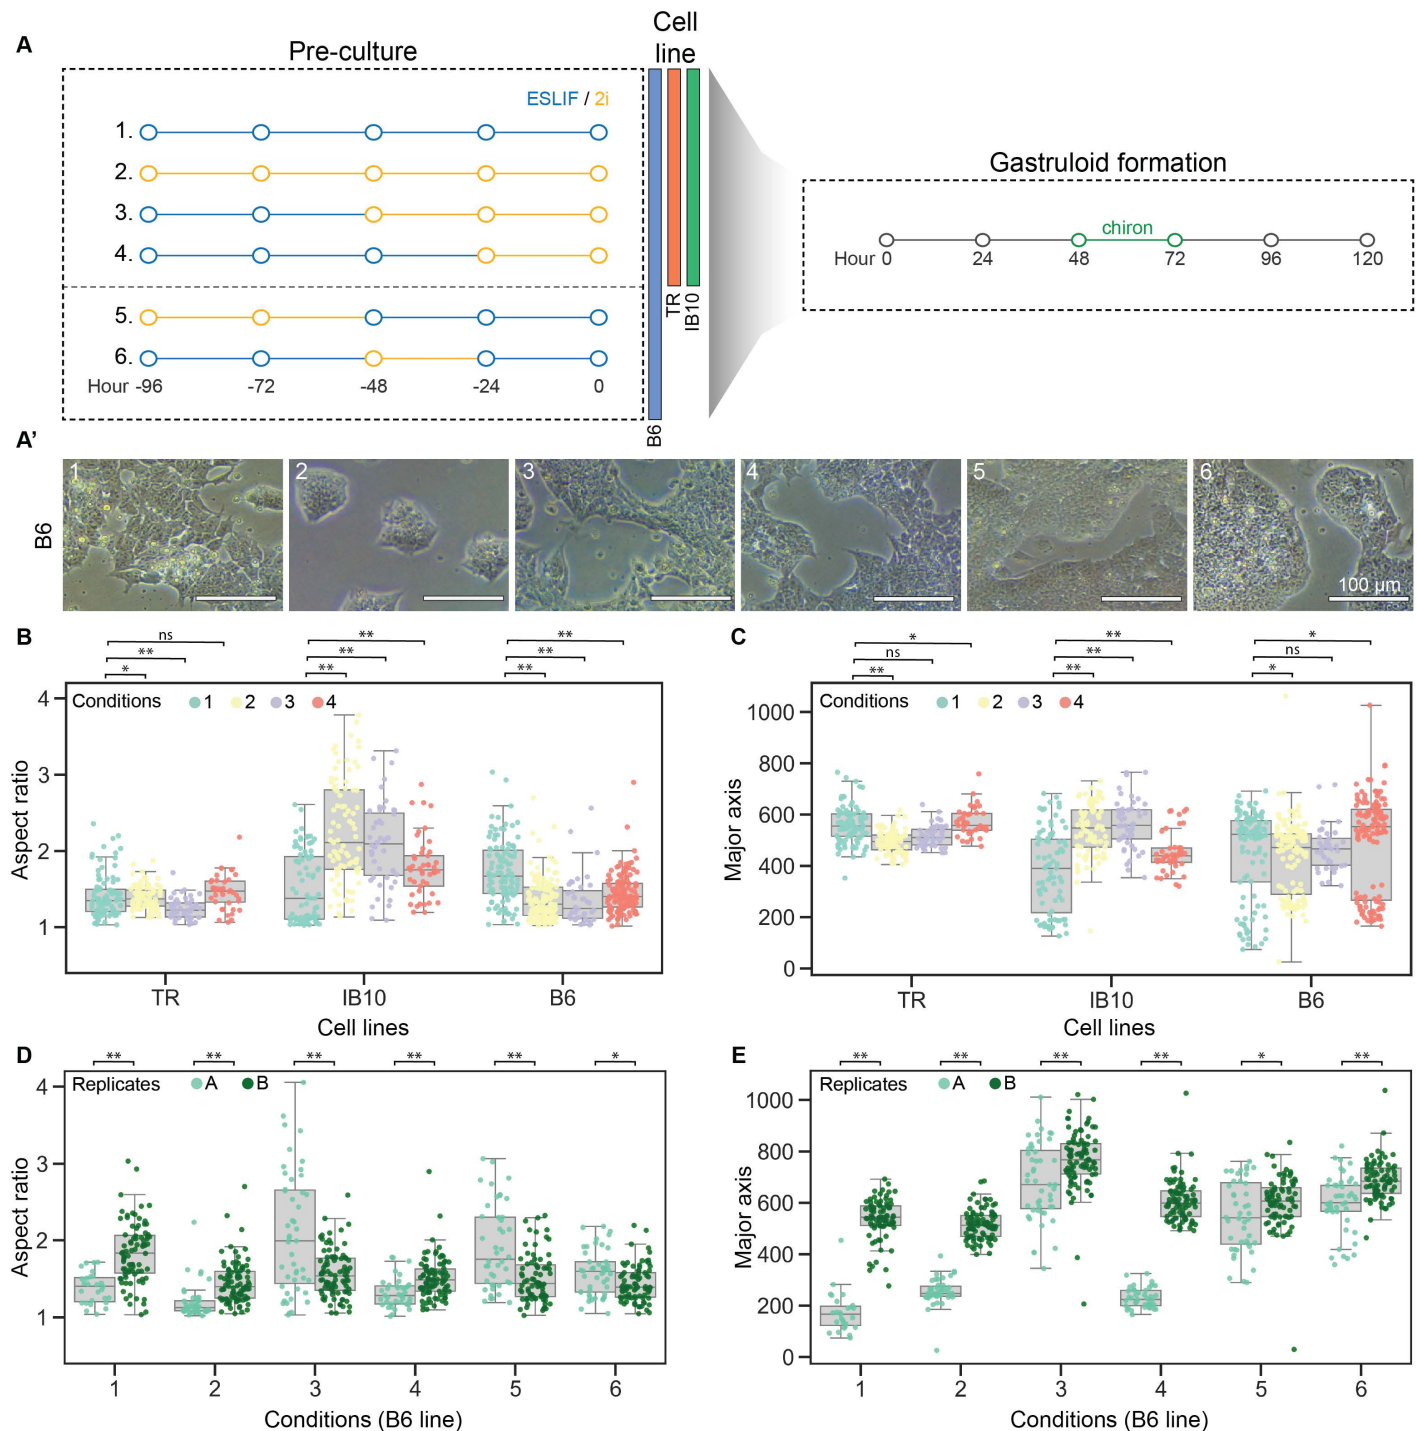 A
Pre-culture
Cell
line
ESLIF / 2i
1.
2.
3.
4.
5.
6.
Hour -96 -72 -48 -24 0
TR
IB10
B6
Gastruloid formation
chiron
Hour 0 24 48 72 96 120
A’
B6
1 2 3 4 5 6
100 µm
B
ns
**
*
**
**
**
**
**
**
Conditions 1 2 3 4
4
3
2
1
Aspect ratio
TR IB10 B6
Cell lines
C
*
ns
**
**
**
**
*
ns
*
Conditions 1 2 3 4
1000
800
600
400
200
0
Major axis
TR IB10 B6
Cell lines
D
** ** ** ** ** *
Replicates A B
4
3
2
1
Aspect ratio
1 2 3 4 5 6
Conditions (B6 line)
E
** ** ** ** * **
Replicates A B
1000
800
600
400
200
0
Major axis
1 2 3 4 5 6
Conditions (B6 line)